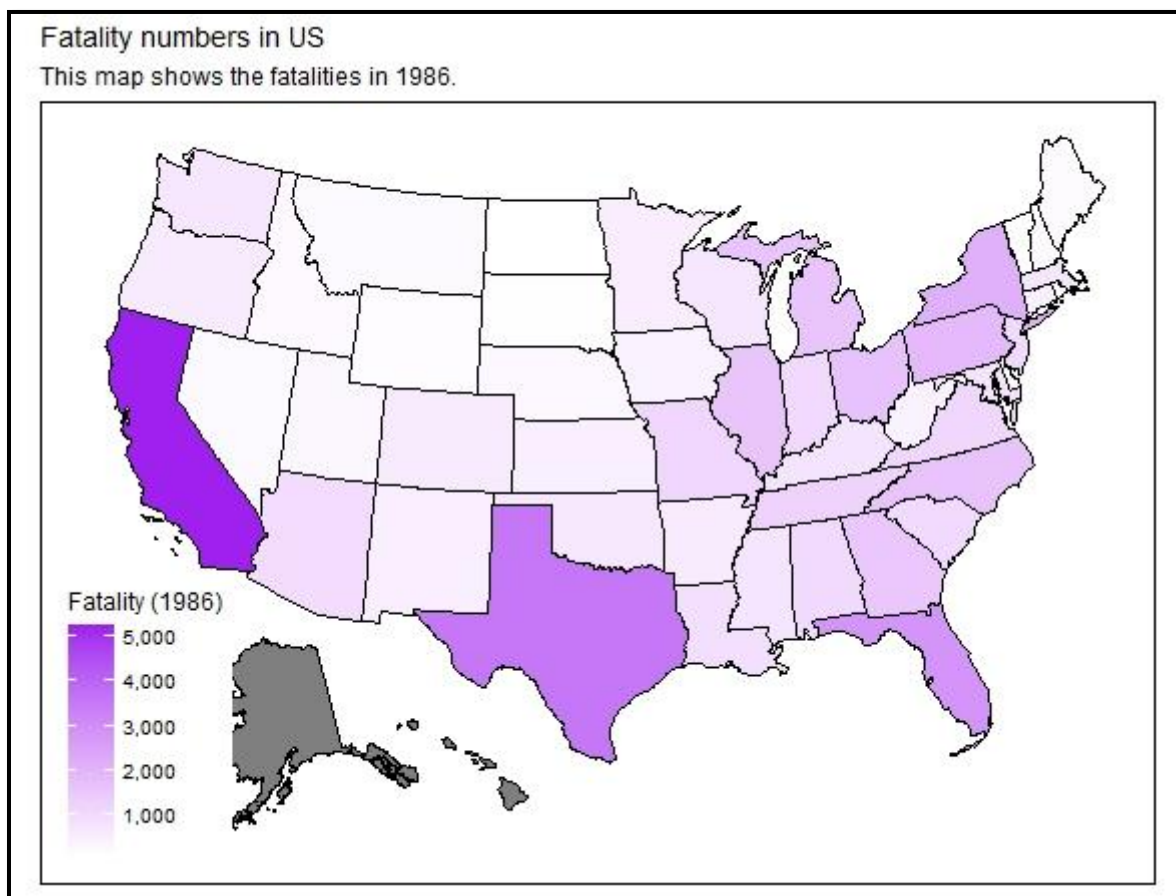 Fatality numbers in US
This map shows the fatalities in 1986.
Fatality (1986)
5,000
4,000
3,000
2,000
1,000